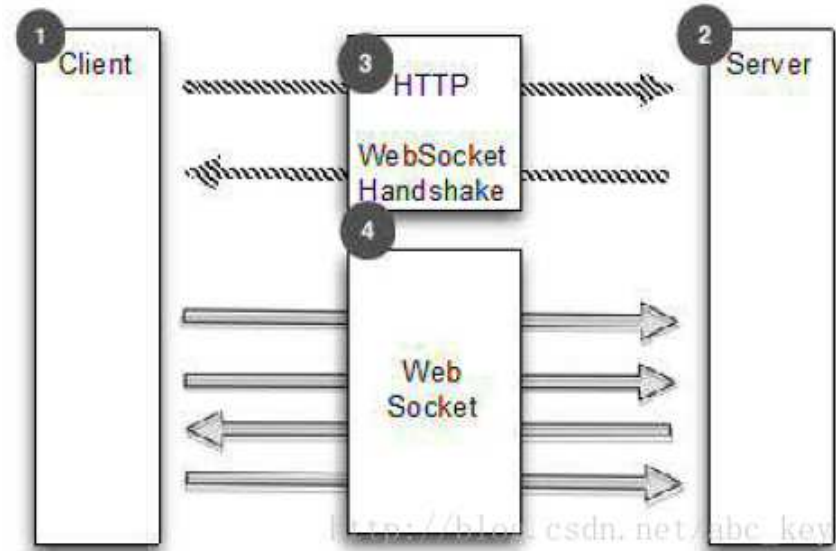 1
Client
2
Server
3
HTTP
WebSocket
Handshake
4
Web
Socket
http://blog.csdn.net/abc_key